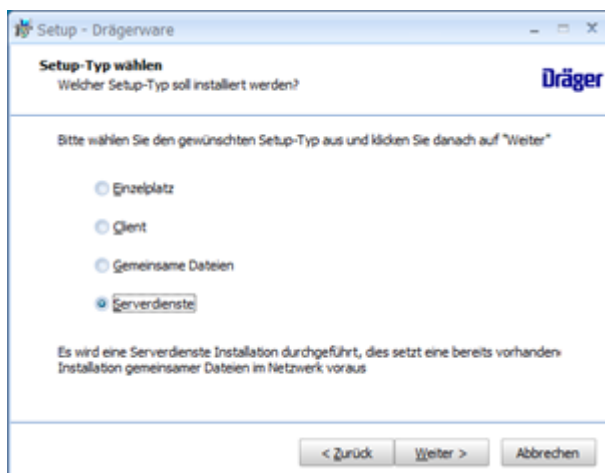 Setup - Drägerware
Setup-Typ wählen
Welcher Setup-Typ soll installiert werden?
Dräger
Bitte wählen Sie den gewünschten Setup-Typ aus und klicken Sie danach auf "Weiter"
Einzelplatz
Client
Gemeinsame Dateien
Serverdienste
Es wird eine Serverdienste Installation durchgeführt, dies setzt eine bereits vorhanden
Installation gemeinsamer Dateien im Netzwerk voraus
< Zurück Weiter > Abbrechen